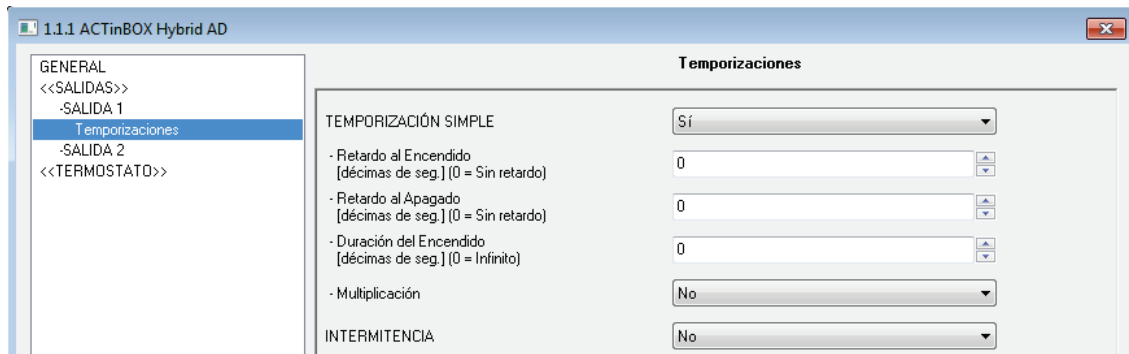 1.1.1 ACTinBOX Hybrid AD
GENERAL
<<SALIDAS>>
-SALIDA 1
Temporizaciones
-SALIDA 2
<<TERMOSTATO>>
Temporizaciones
TEMPORIZACIÓN SIMPLE
Sí
- Retardo al Encendido
[décimas de seg.] (0 = Sin retardo)
0
- Retardo al Apagado
[décimas de seg.] (0 = Sin retardo)
0
- Duración del Encendido
[décimas de seg.] (0 = Infinito)
0
- Multiplicación
No
INTERMITENCIA
No